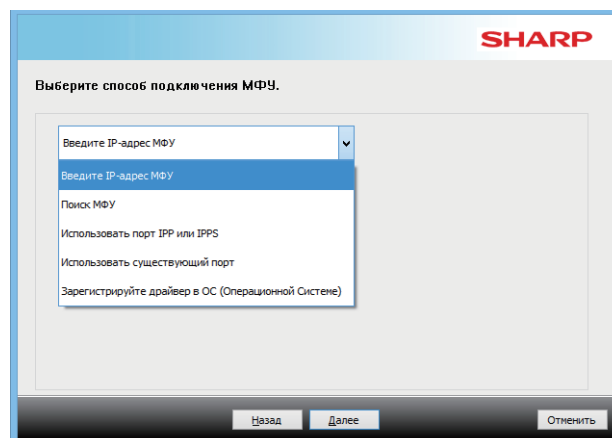 SHARP
Выберите способ подключения МФУ.
Введите IP-адрес МФУ
Введите IP-адрес МФУ
Поиск МФУ
Использовать порт IPP или IPPS
Использовать существующий порт
Зарегистрируйте драйвер в ОС (Операционной Системе)
Назад Далее Отменить